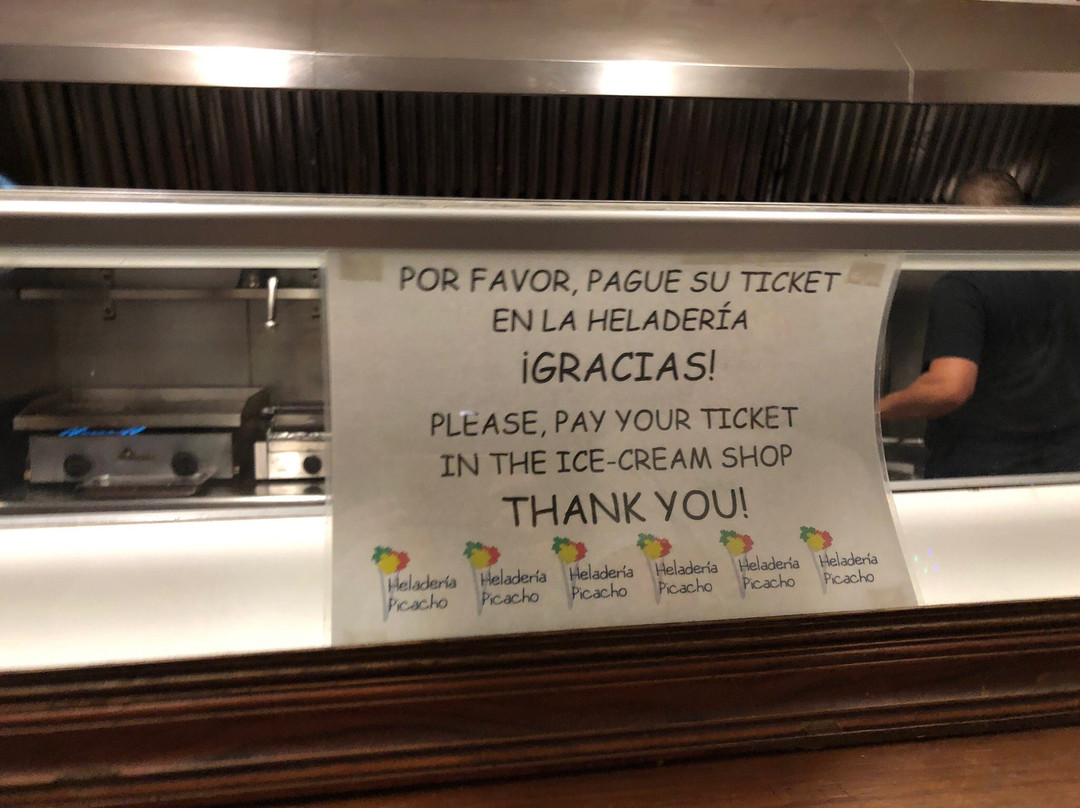 POR FAVOR, PAGUE SU TICKET
EN LA HELADERÍA
¡GRACIAS!
PLEASE, PAY YOUR TICKET
IN THE ICE-CREAM SHOP
THANK YOU!
Heladería Heladería Heladería Heladería Heladería Heladería
Picacho Picacho Picacho Picacho Picacho Picacho